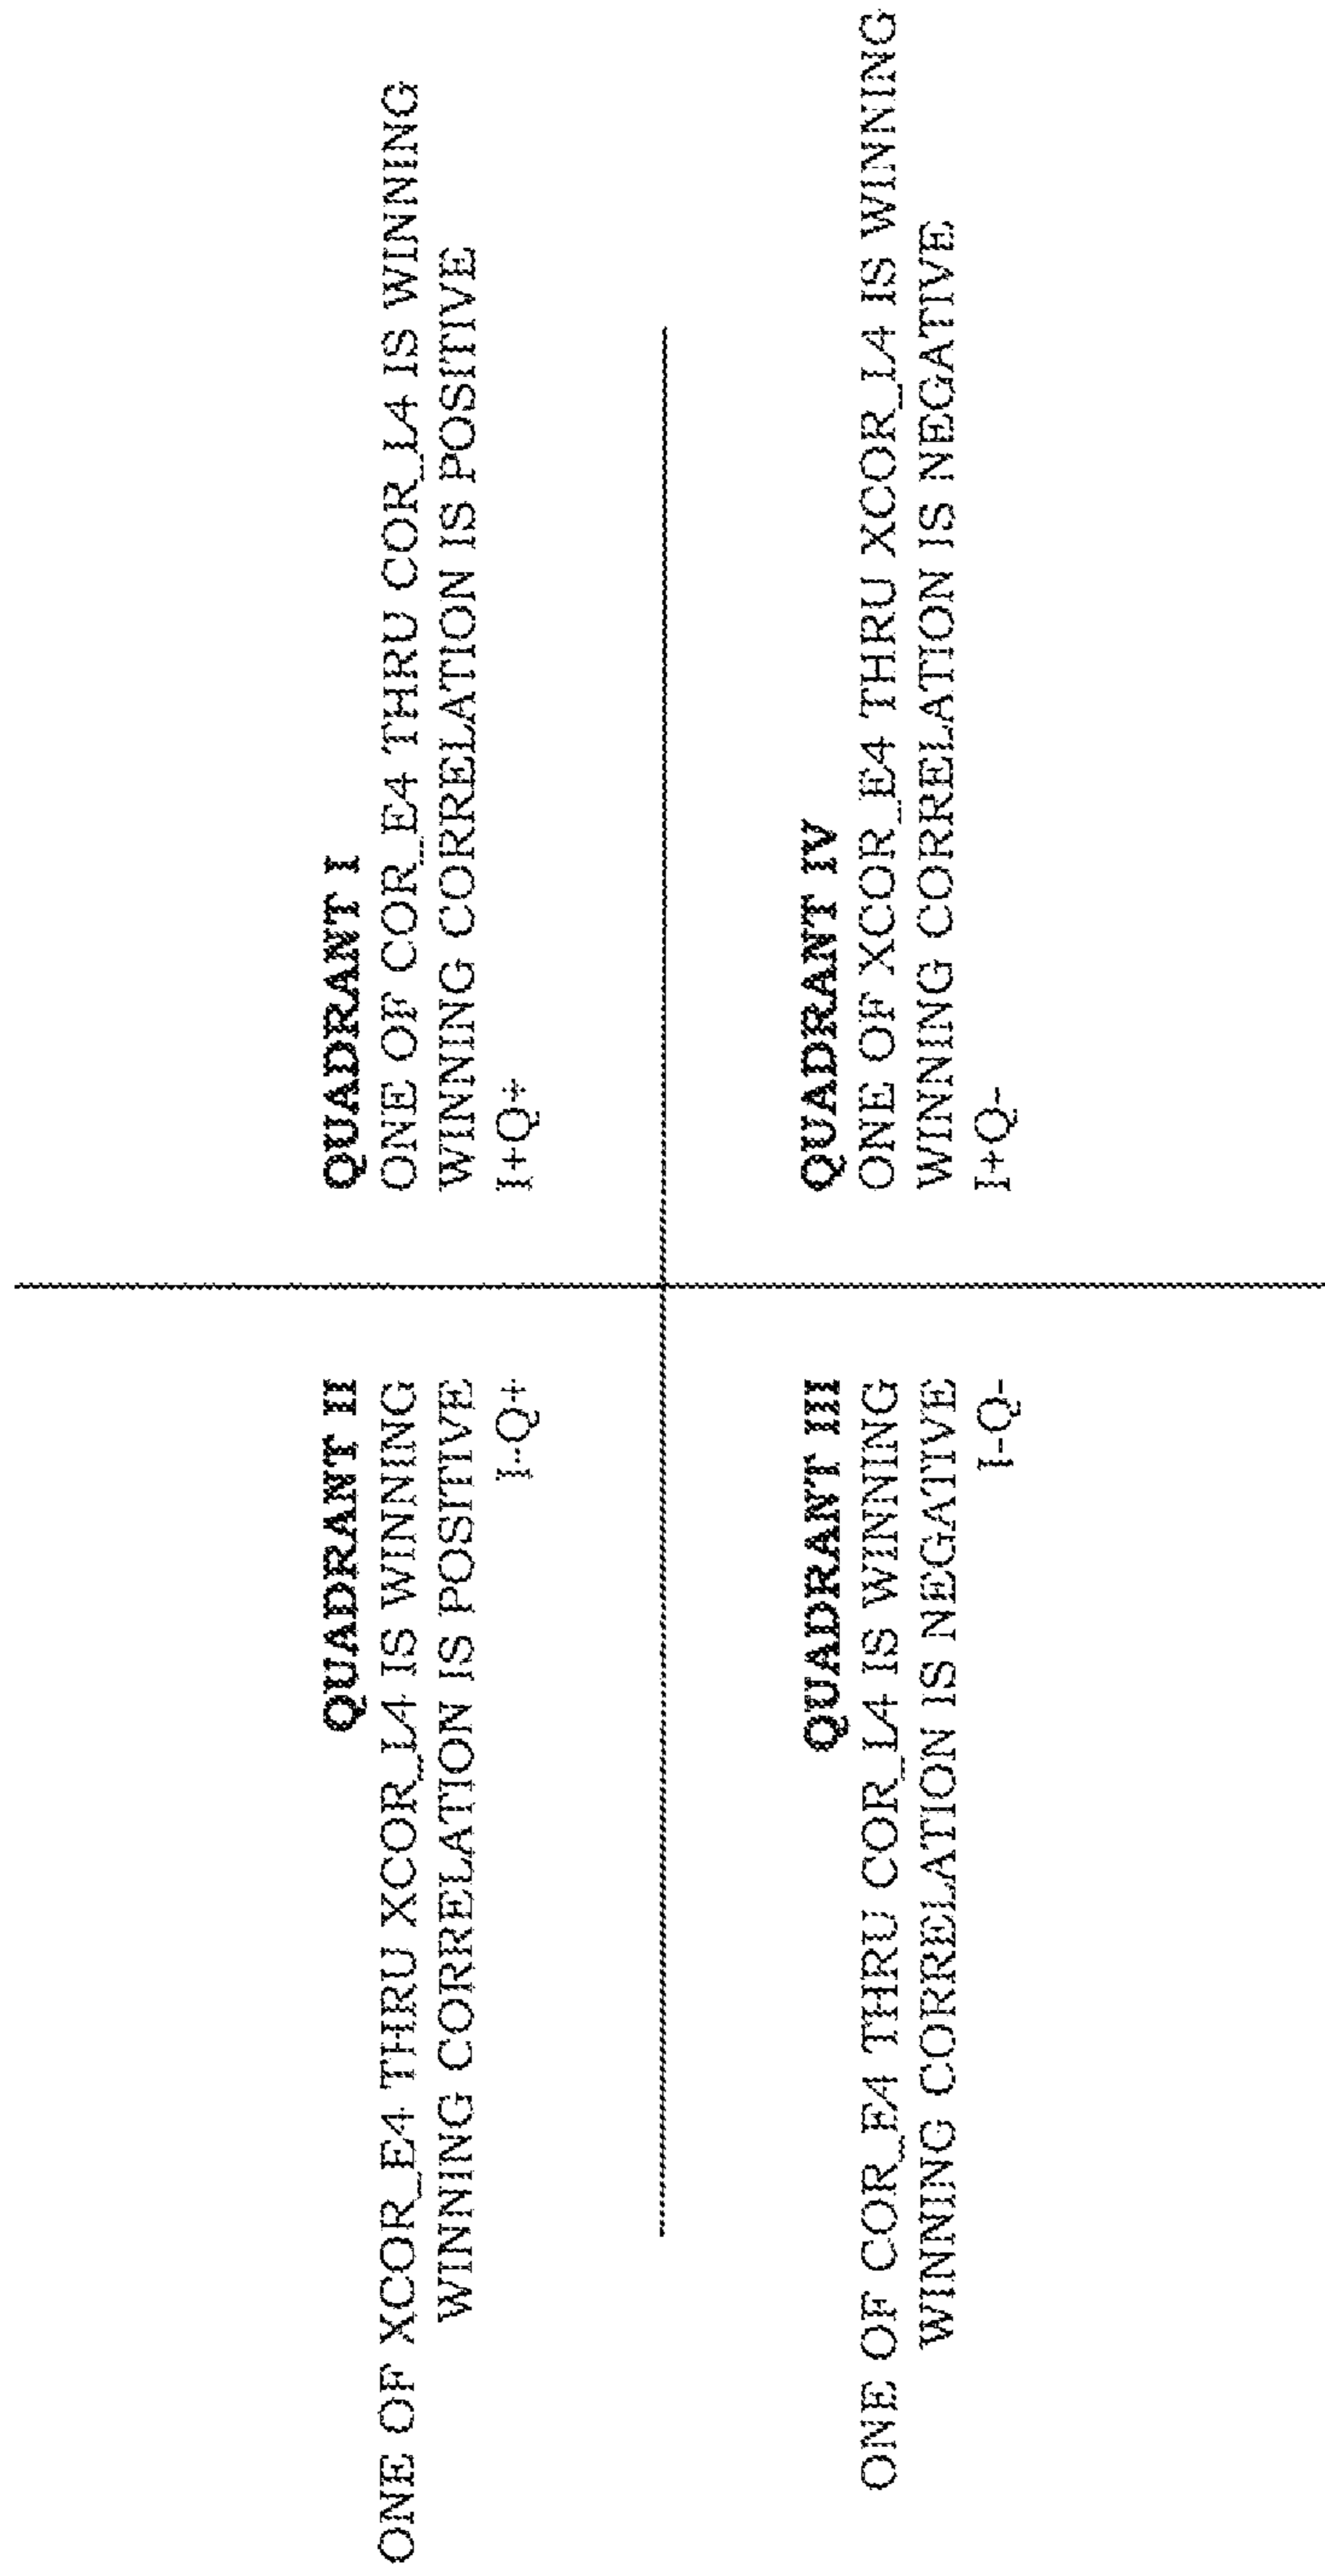 QUADRANT II
ONE OF XCOR_E4 THRU XCOR_L4 IS WINNING
WINNING CORRELATION IS POSITIVE
I-Q+
QUADRANT I
ONE OF COR_E4 THRU COR_L4 IS WINNING
WINNING CORRELATION IS POSITIVE
I+Q+
QUADRANT III
ONE OF COR_E4 THRU COR_L4 IS WINNING
WINNING CORRELATION IS NEGATIVE
I-Q-
QUADRANT IV
ONE OF XCOR_E4 THRU XCOR_L4 IS WINNING
WINNING CORRELATION IS NEGATIVE
I+Q-